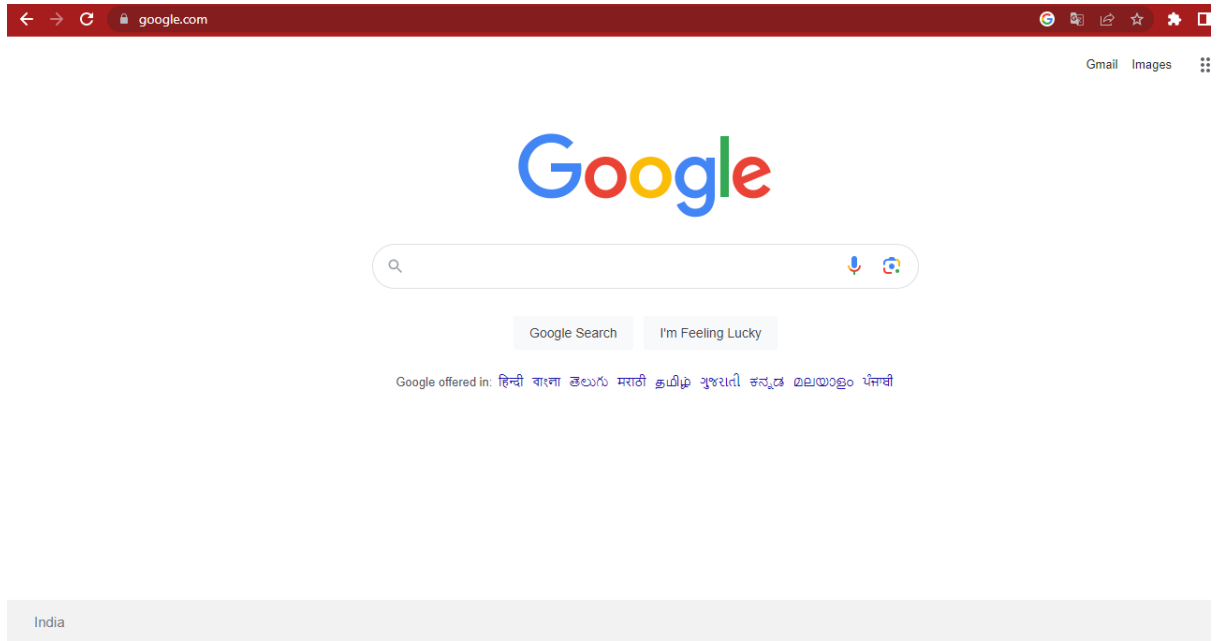 google.com
Gmail Images
Google
Google Search I'm Feeling Lucky
Google offered in: हिन्दी বাংলা తెలుగు मराठी தமிழ் ગુજરાતી ಕನ್ನಡ മലയാളം ਪੰਜਾਬੀ
India